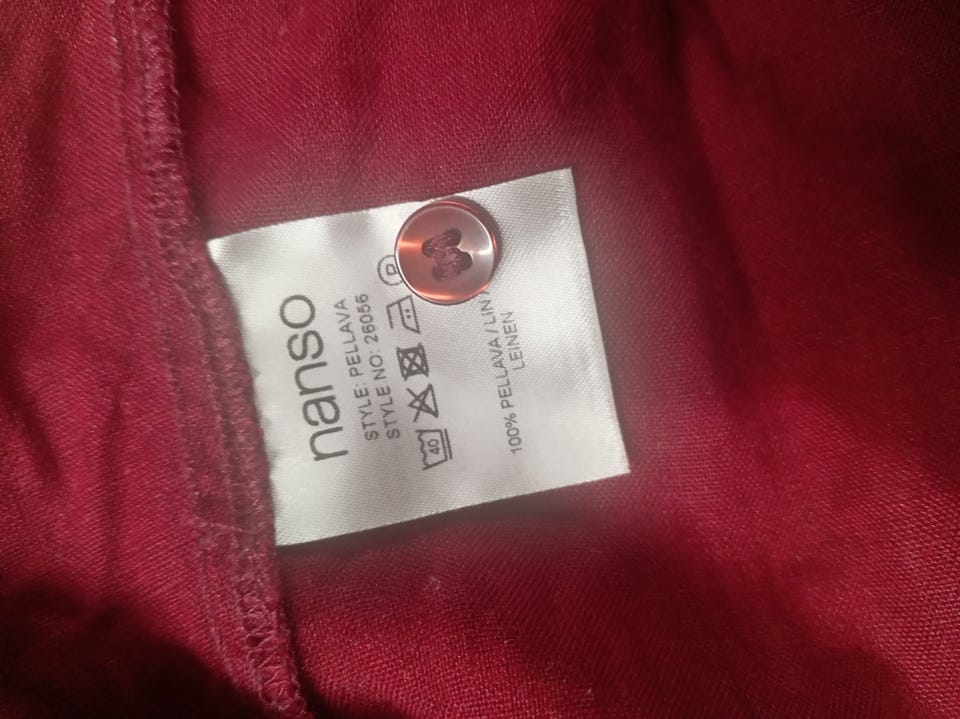 nanso
STYLE: PELLAVA
STYLE NO: 26056
40 P
100% PELLAVA / LIN /
LEINEN